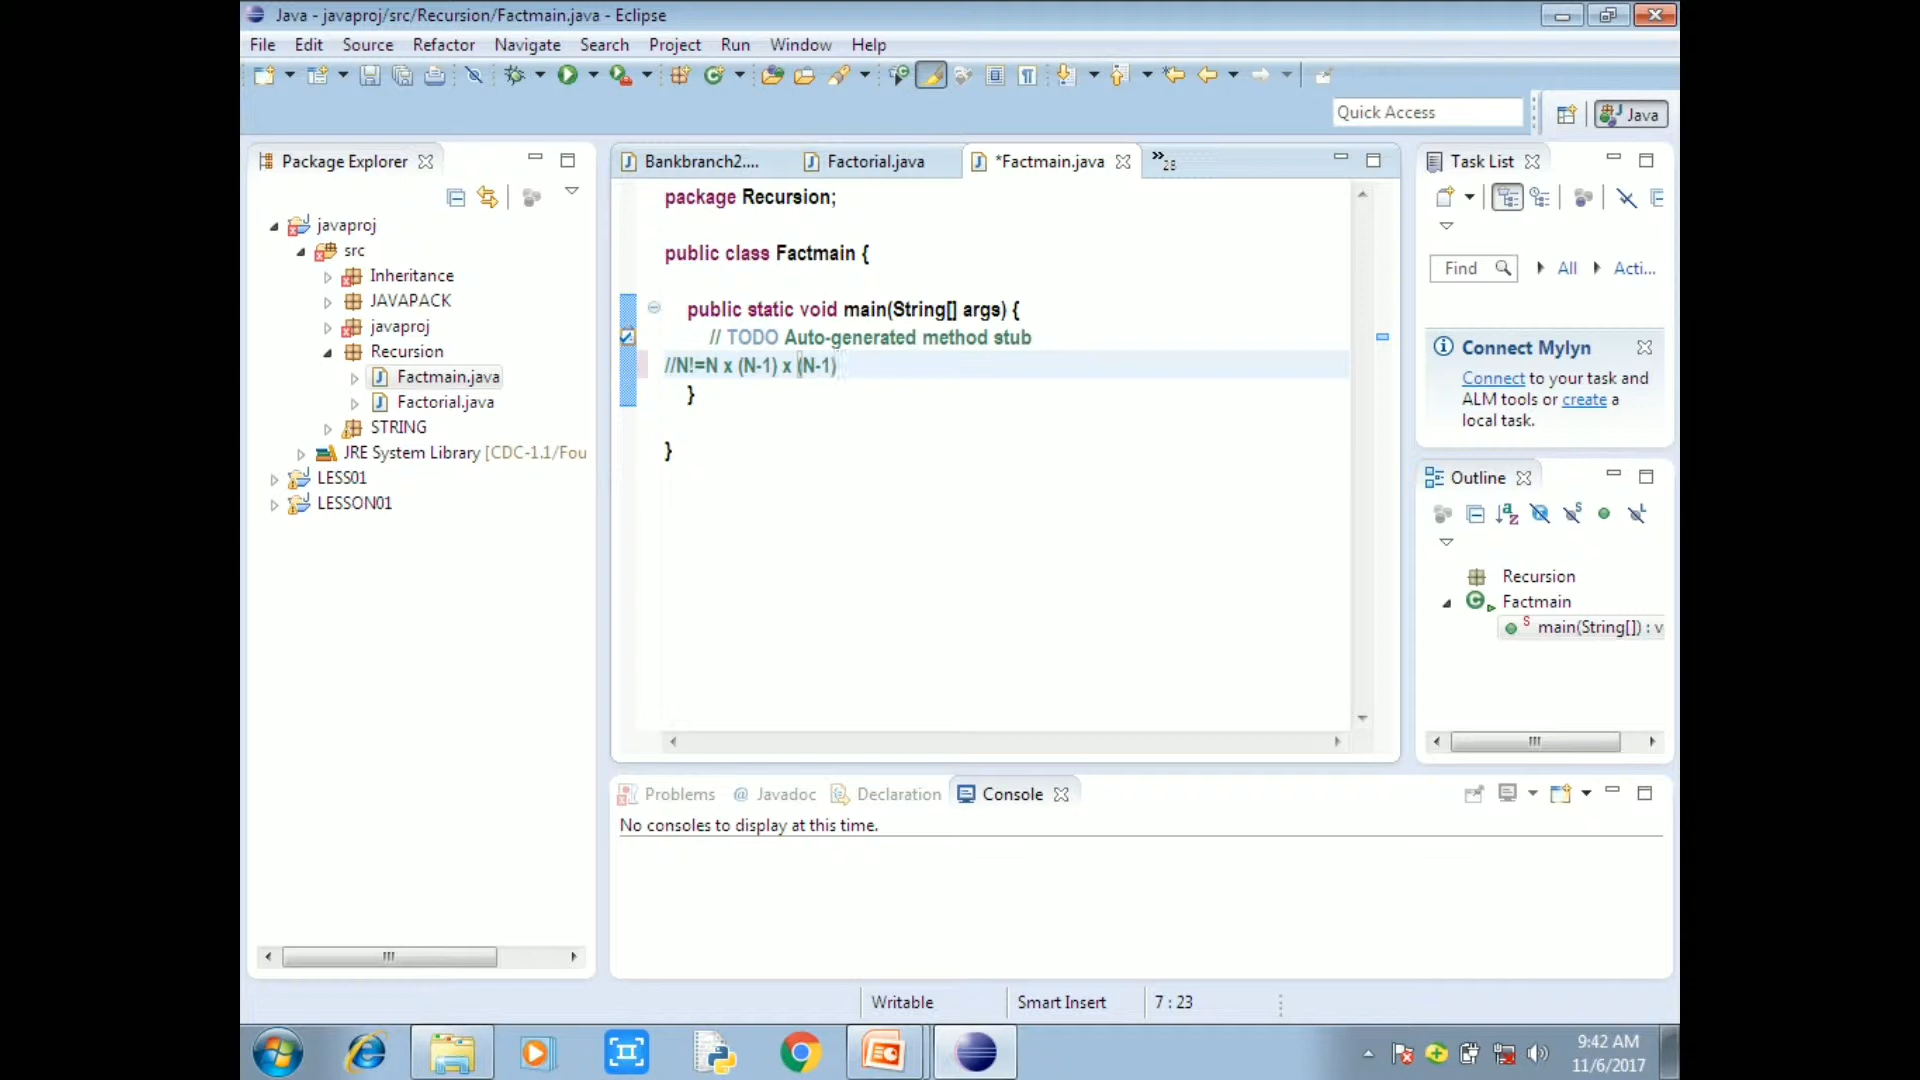 Java - javaproj/src/Recursion/Factmain.java - Eclipse
File Edit Source Refactor Navigate Search Project Run Window Help
Quick Access
Java
Package Explorer
javaproj
src
Inheritance
JAVAPACK
javaproj
Recursion
Factmain.java
Factorial.java
STRING
JRE System Library [CDC-1.1/Fou
LESS01
LESSON01
Bankbranch2.... Factorial.java *Factmain.java »28
package Recursion;
public class Factmain {
public static void main(String[] args) {
// TODO Auto-generated method stub
//N!=N x (N-1) x (N-1)
}
}
Task List
Find All Acti...
Connect Mylyn
Connect to your task and
ALM tools or create a
local task.
Outline
Recursion
Factmain
main(String[]) : v
Problems @ Javadoc Declaration Console
No consoles to display at this time.
Writable Smart Insert 7 : 23
9:42 AM
11/6/2017